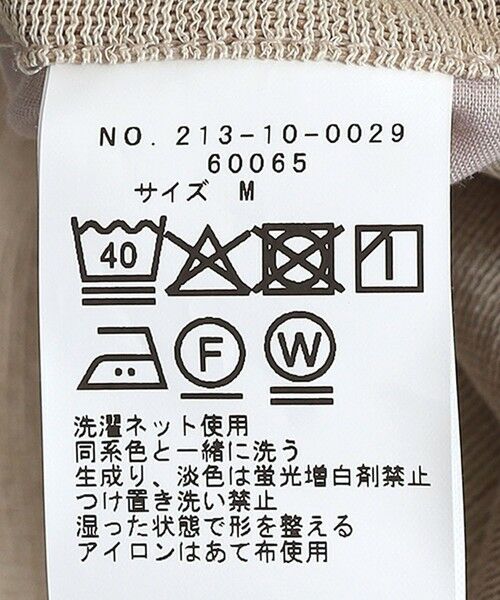 NO. 213-10-0029
60065
サイズ M
40
F W
洗濯ネット使用
同系色と一緒に洗う
生成り、淡色は蛍光増白剤禁止
つけ置き洗い禁止
湿った状態で形を整える
アイロンはあて布使用